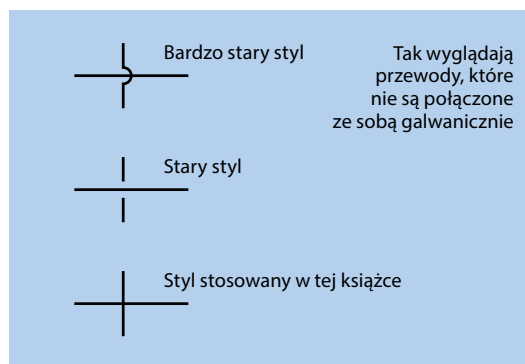 Bardzo stary styl
Tak wyglądają
przewody, które
nie są połączone
ze sobą galwanicznie
Stary styl
Styl stosowany w tej książce